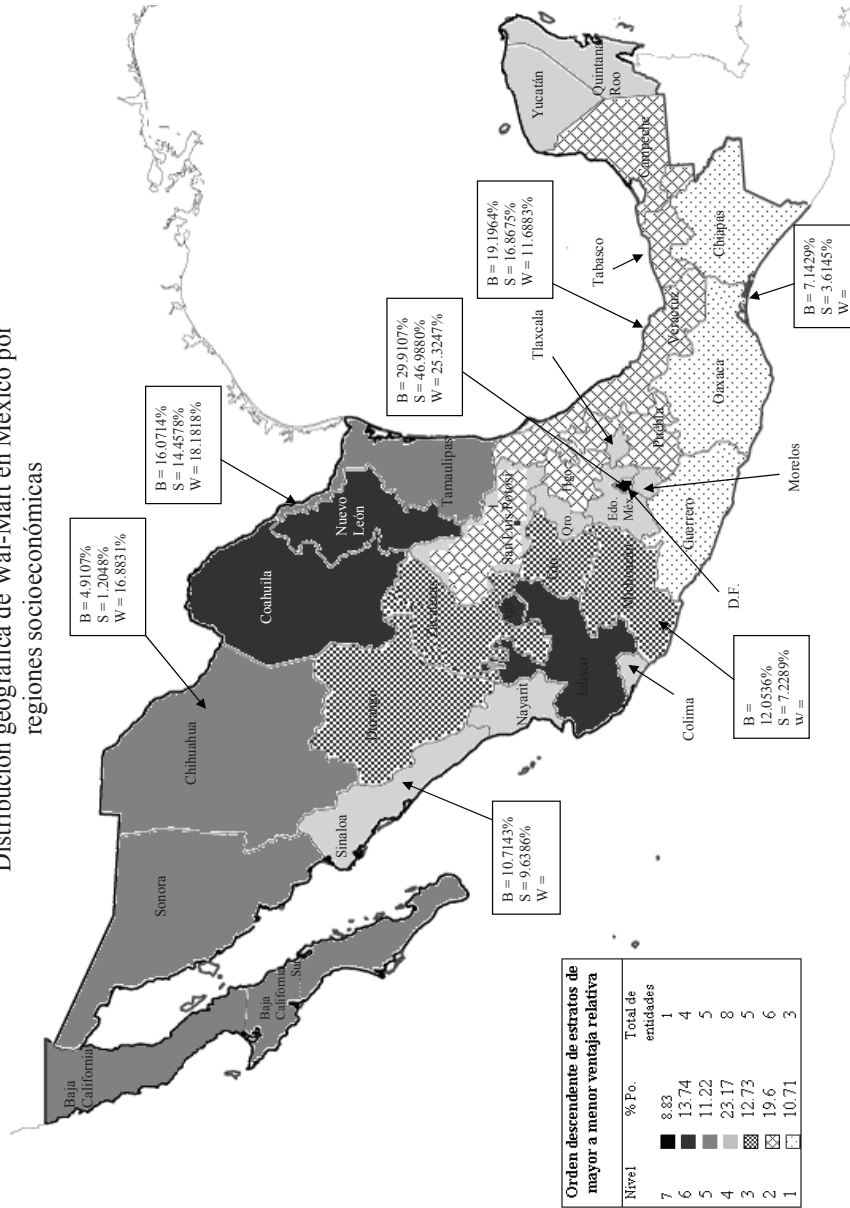 Distribución geográfica de Wal-Mart en México por
regiones socioeconómicas
B = 4.9107%
S = 1.2048%
W = 16.8831%
B = 16.0714%
S = 14.4578%
W = 18.1818%
B = 29.9107%
S = 46.9880%
W = 25.3247%
B = 19.1964%
S = 16.8675%
W = 11.6883%
Baja
California
Sonora
Chihuahua
Coahuila
Nuevo
León
Tamaulipas
Baja
California
Sur
Sinaloa
Durango
Zacatecas
San Luis Potosí
Nayarit
Ags.
Jalisco
Gto.
Qro.
Hgo.
Edo.
Méx.
Michoacán
Colima
Tlaxcala
Puebla
Veracruz
Morelos
D.F.
Guerrero
Oaxaca
Tabasco
Chiapas
Campeche
Yucatán
Quintana
Roo
B = 10.7143%
S = 9.6386%
W =
B =
12.0536%
S = 7.2289%
W =
B = 7.1429%
S = 3.6145%
W =
Orden descendente de estratos de
mayor a menor ventaja relativa
Nivel % Po. Total de
entidades
7 8.83 1
6 13.74 4
5 11.22 5
4 23.17 8
3 12.73 5
2 19.6 6
1 10.71 3